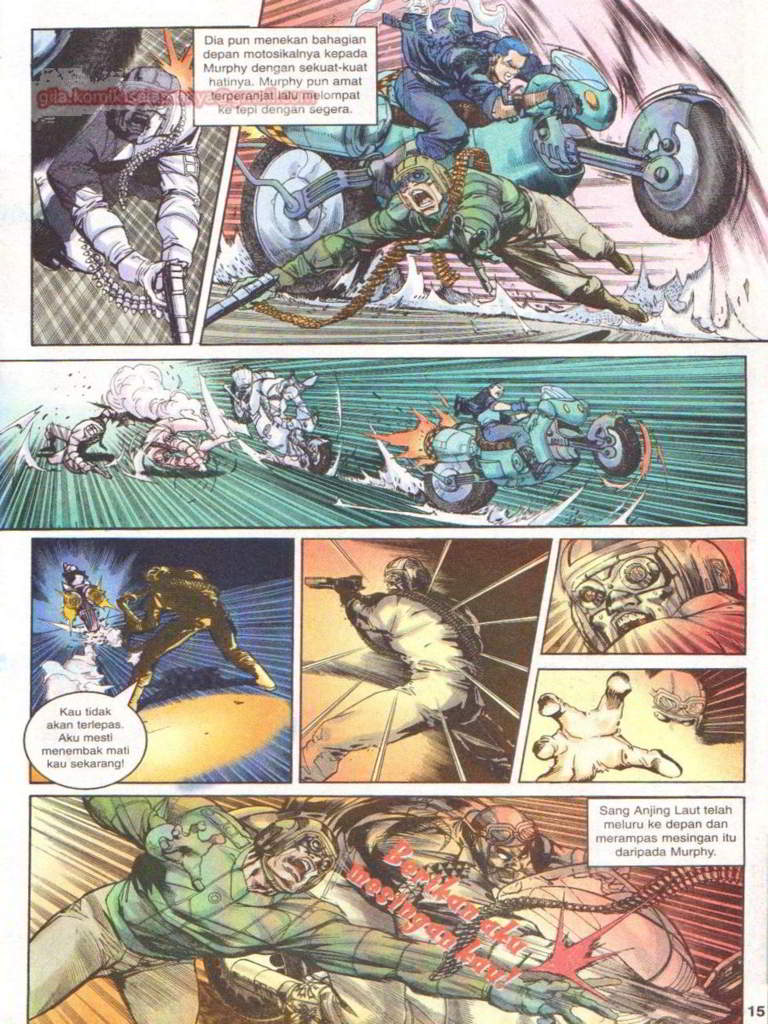 Dia pun menekan bahagian
depan motosikalnya kepada
Murphy dengan sekuat-kuat
hatinya. Murphy pun amat
terperanjat lalu melompat
ke tepi dengan segera.
Kau tidak
akan terlepas.
Aku mesti
menembak mati
kau sekarang!
Sang Anjing Laut telah
meluru ke depan dan
merampas mesingan itu
daripada Murphy.
Berikan aku
mesingan kau!
15